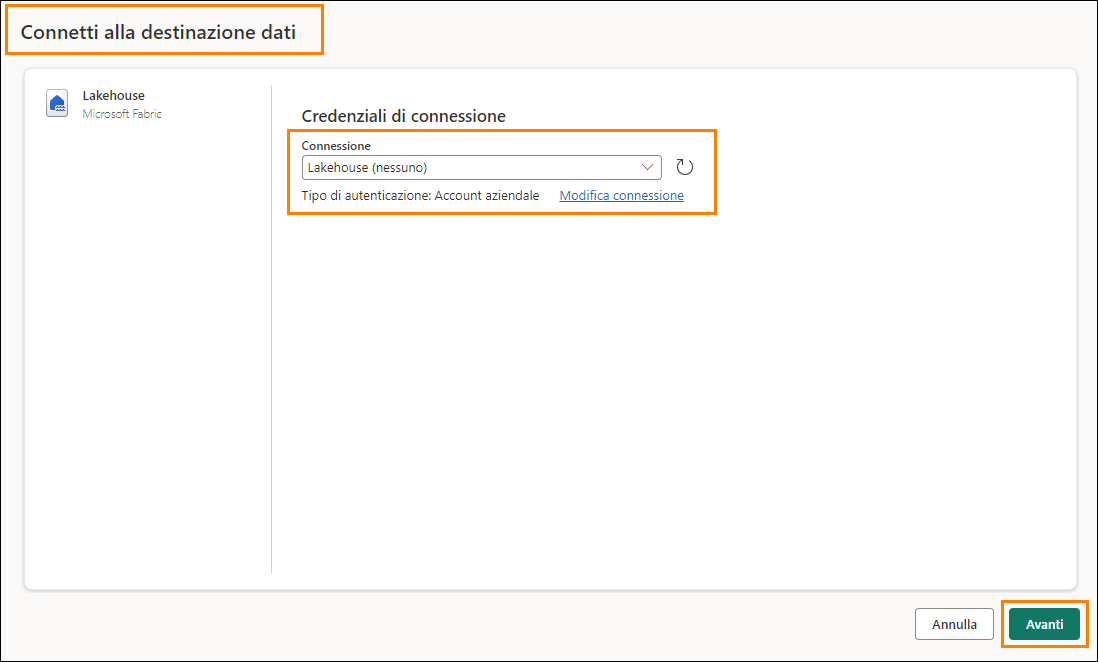 Connetti alla destinazione dati
Lakehouse
Microsoft Fabric
Credenziali di connessione
Connessione
Lakehouse (nessuno)
Tipo di autenticazione: Account aziendale Modifica connessione
Annulla Avanti